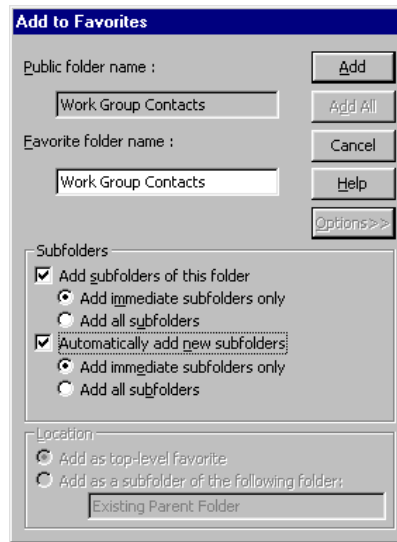 Add to Favorites
Public folder name :
Add
Work Group Contacts
Add All
Favorite folder name :
Cancel
Work Group Contacts
Help
Options>>
Subfolders
Add subfolders of this folder
Add immediate subfolders only
Add all subfolders
Automatically add new subfolders
Add immediate subfolders only
Add all subfolders
Location
Add as top-level favorite
Add as a subfolder of the following folder:
Existing Parent Folder